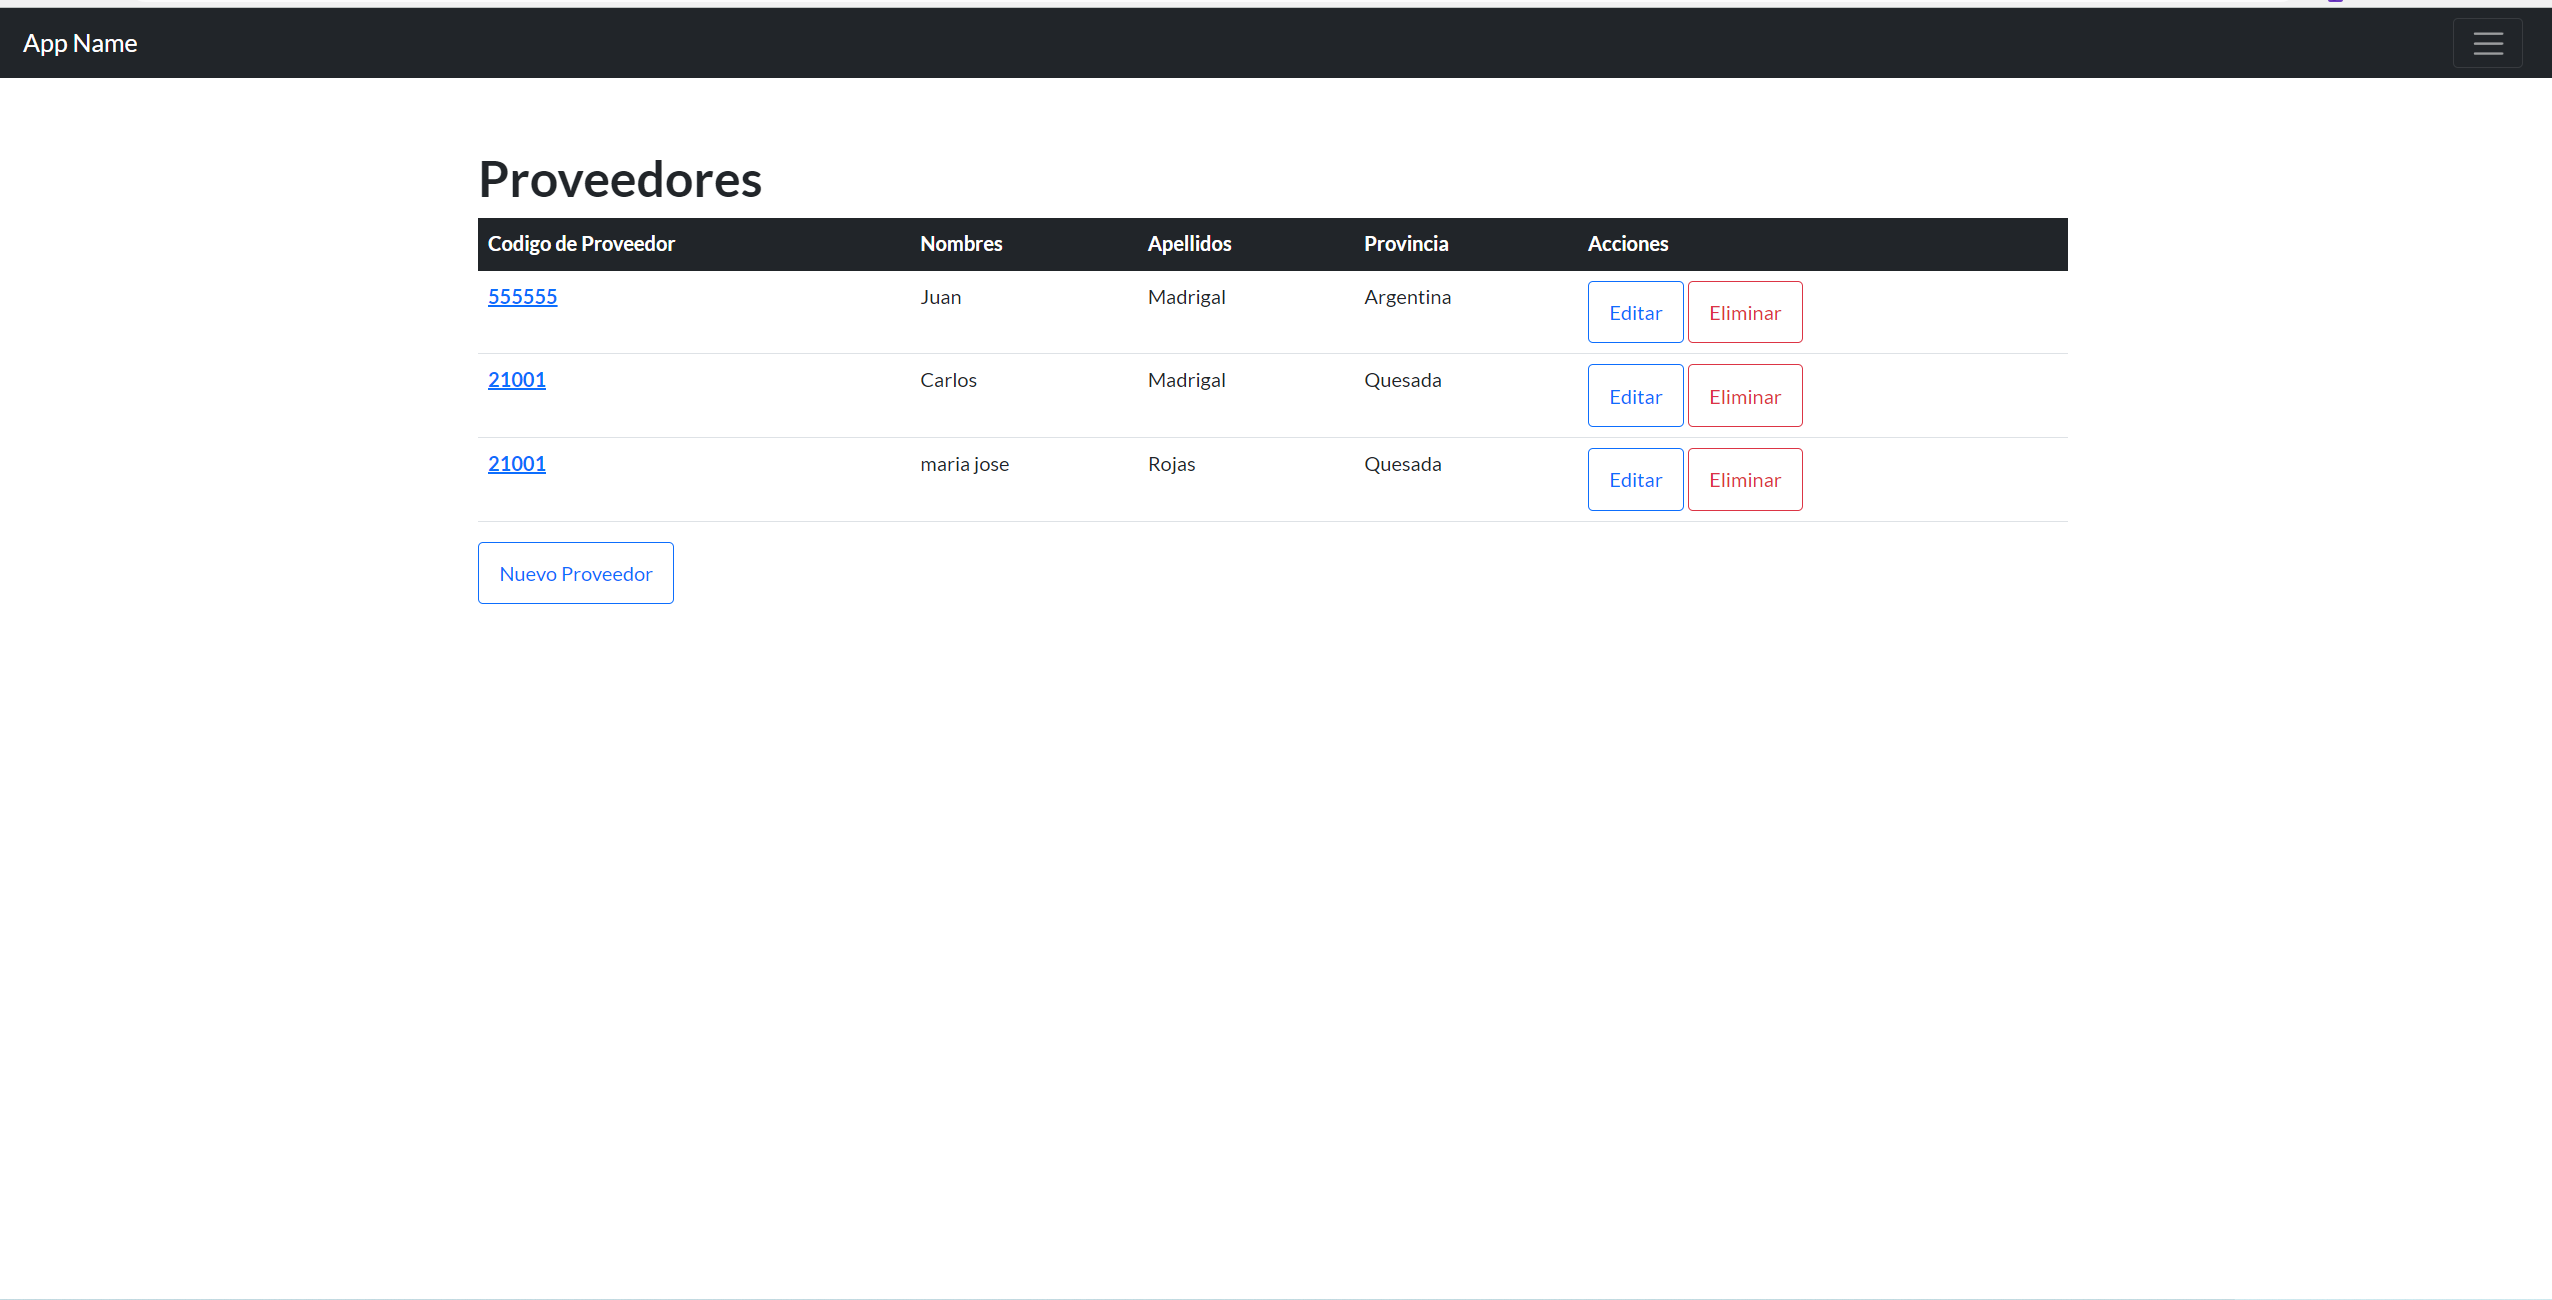 App Name
Proveedores
Codigo de Proveedor Nombres Apellidos Provincia Acciones
555555 Juan Madrigal Argentina Editar Eliminar
21001 Carlos Madrigal Quesada Editar Eliminar
21001 maria jose Rojas Quesada Editar Eliminar
Nuevo Proveedor